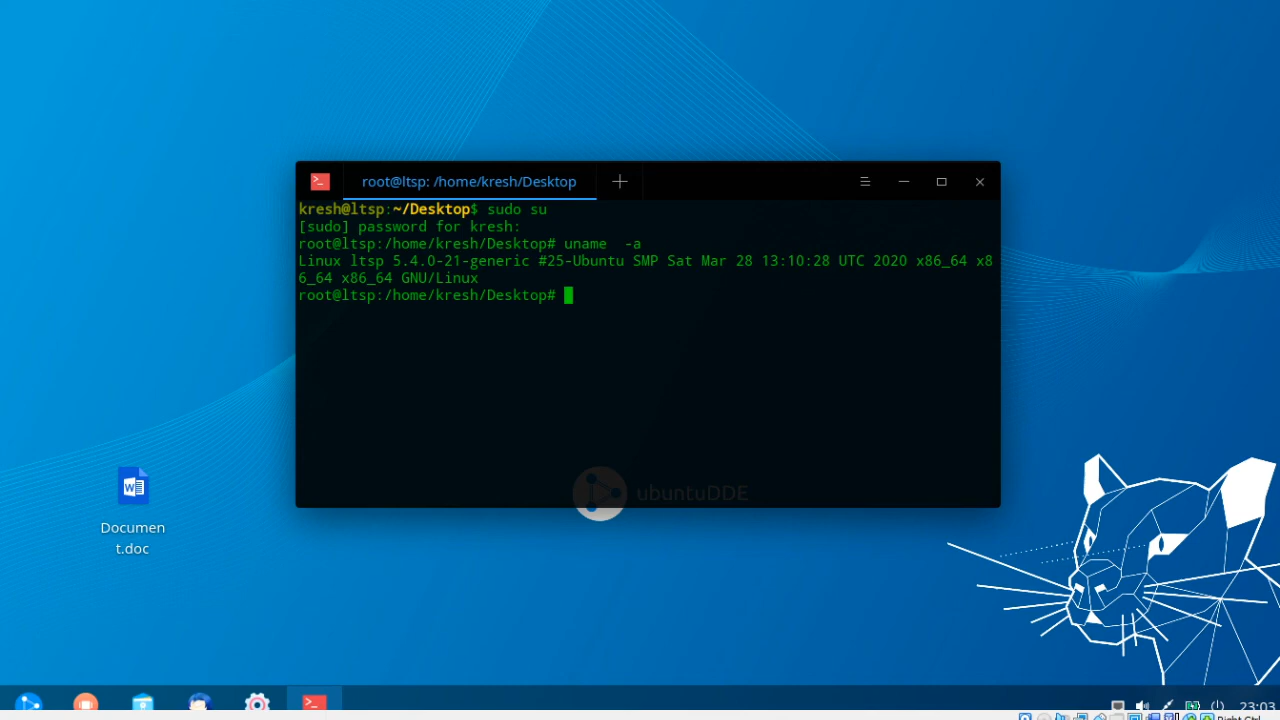 root@ltsp: /home/kresh/Desktop
kresh@ltsp:~/Desktop$ sudo su
[sudo] password for kresh:
root@ltsp:/home/kresh/Desktop# uname  -a
Linux ltsp 5.4.0-21-generic #25-Ubuntu SMP Sat Mar 28 13:10:28 UTC 2020 x86_64 x8
6_64 x86_64 GNU/Linux
root@ltsp:/home/kresh/Desktop#
ubuntuDDE
W
Documen
t.doc
23:03
Right Ctrl